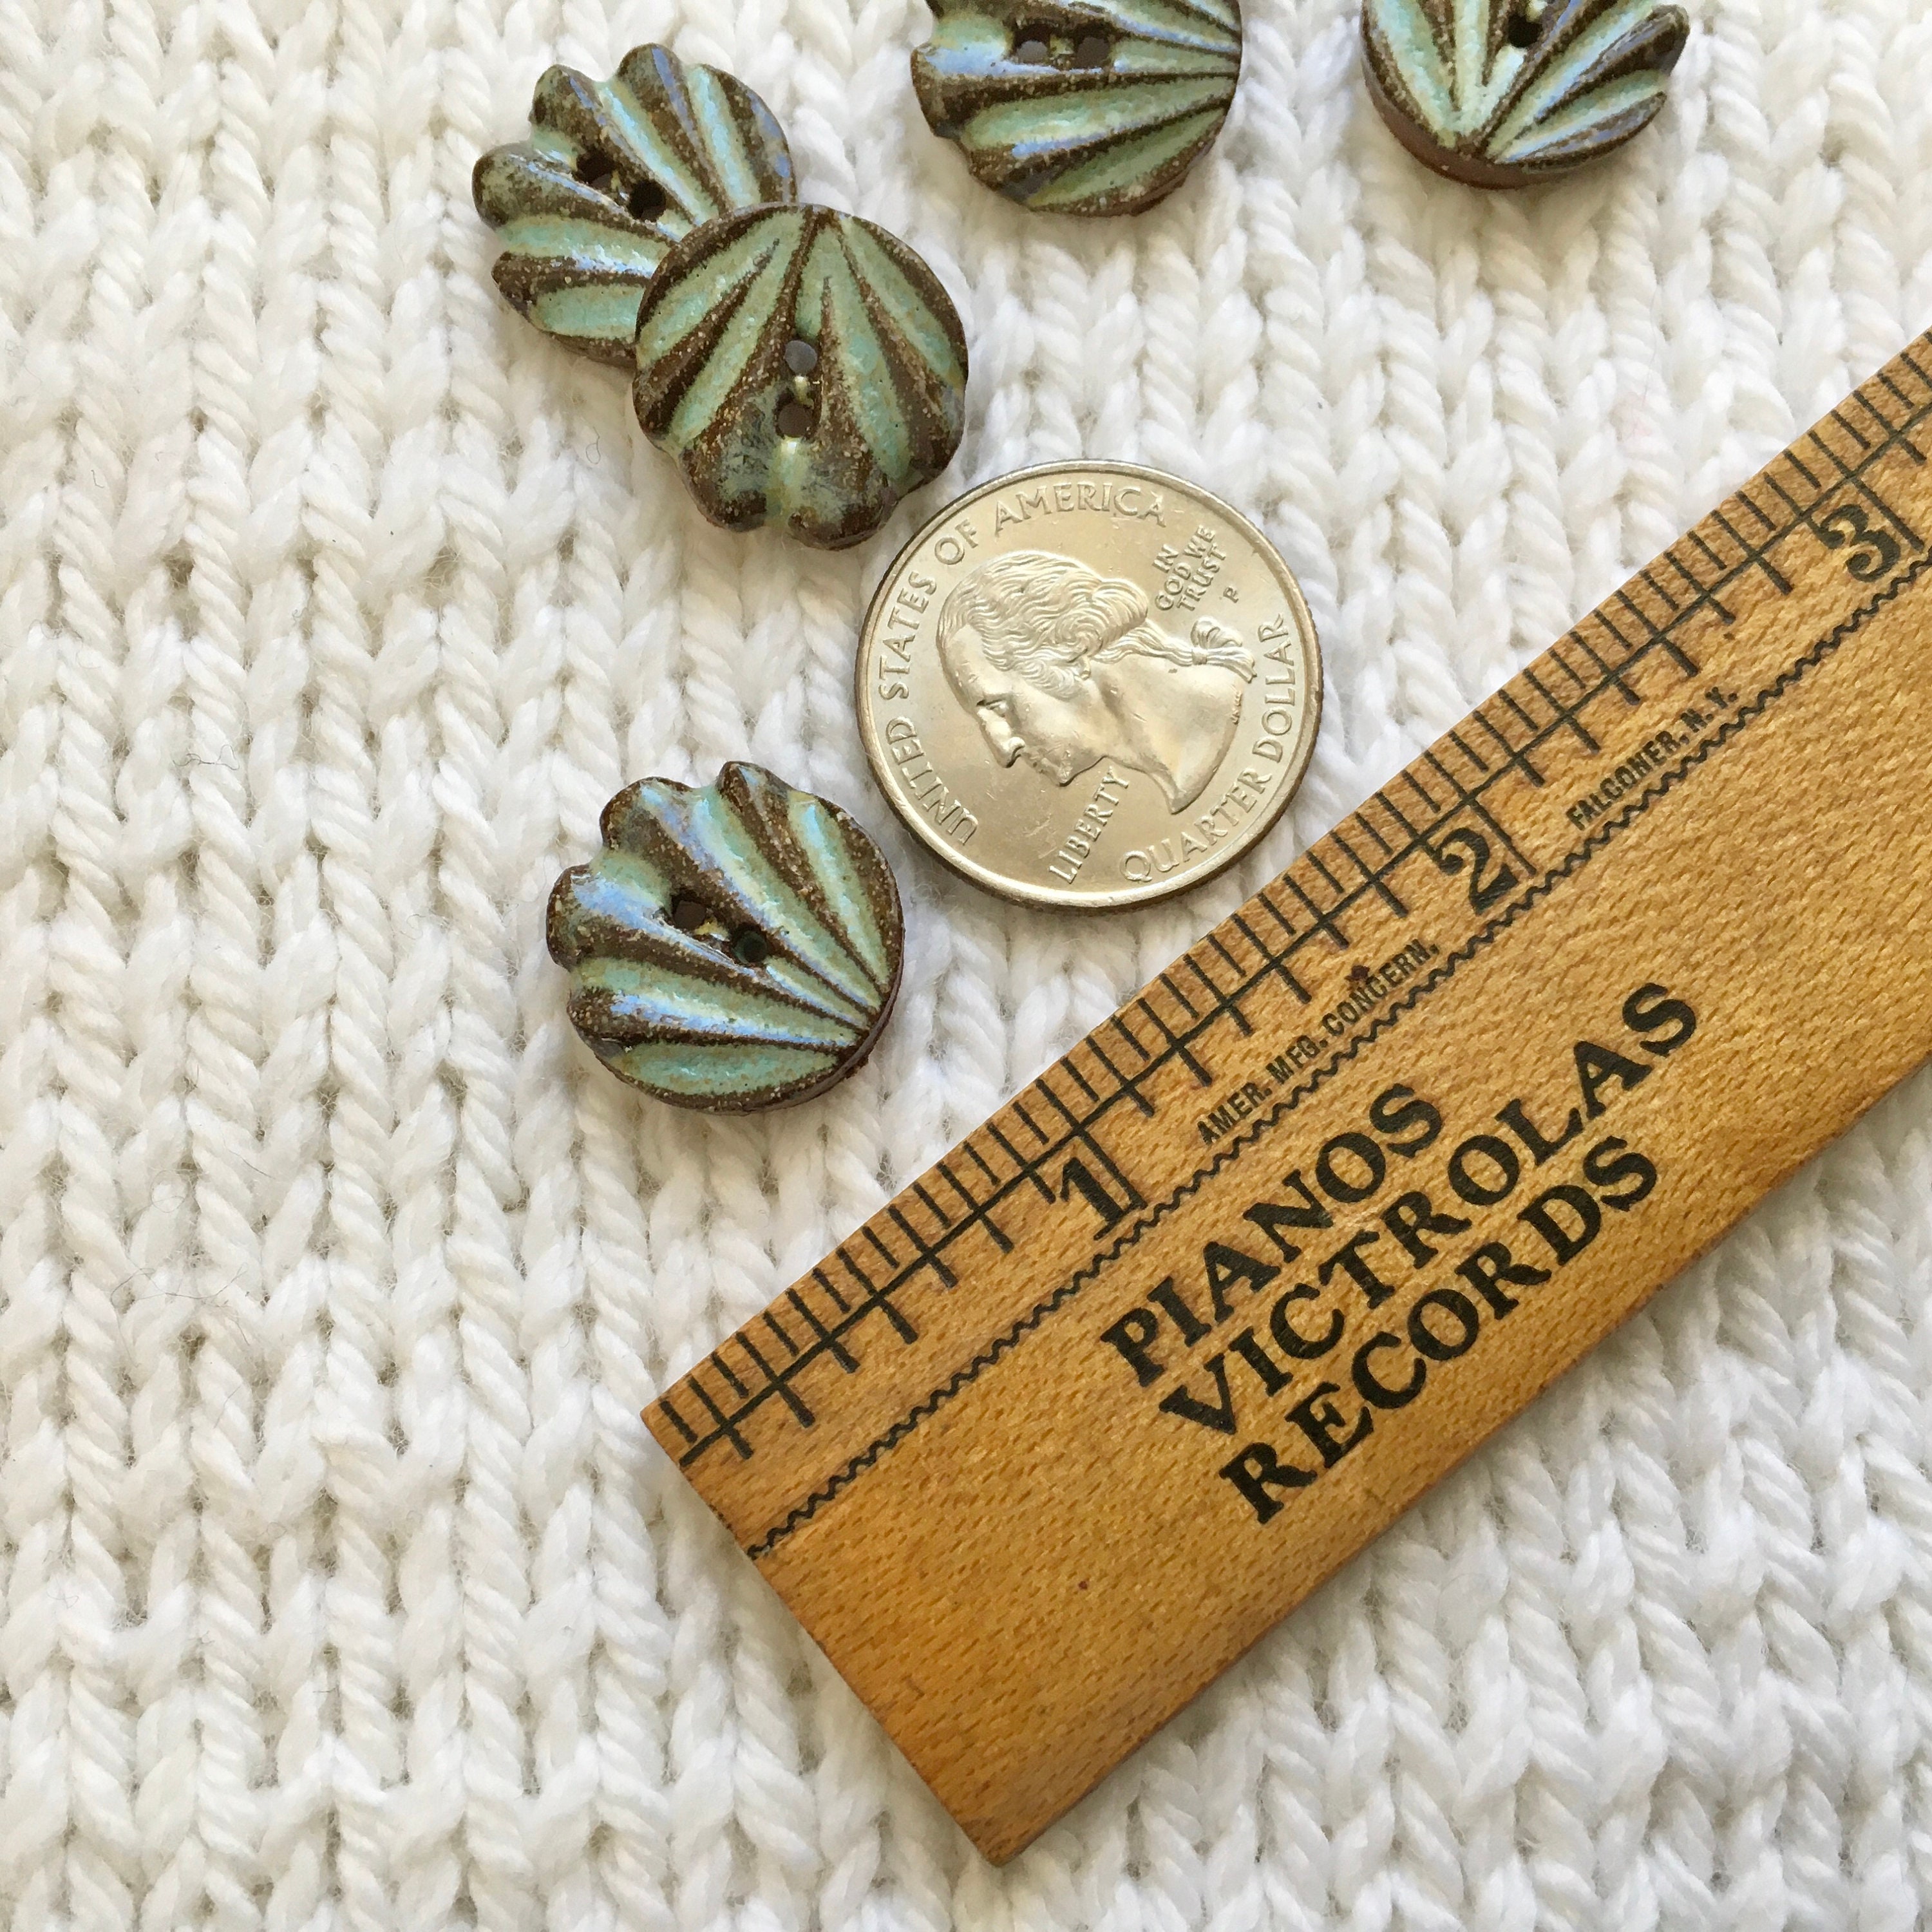 UNITED STATES OF AMERICA
IN
GOD WE
TRUST
P
LIBERTY
QUARTER DOLLAR
1
2
3
AMER. MFG. CONCERN.
FALCONER, N.Y.
PIANOS
VICTROLAS
RECORDS